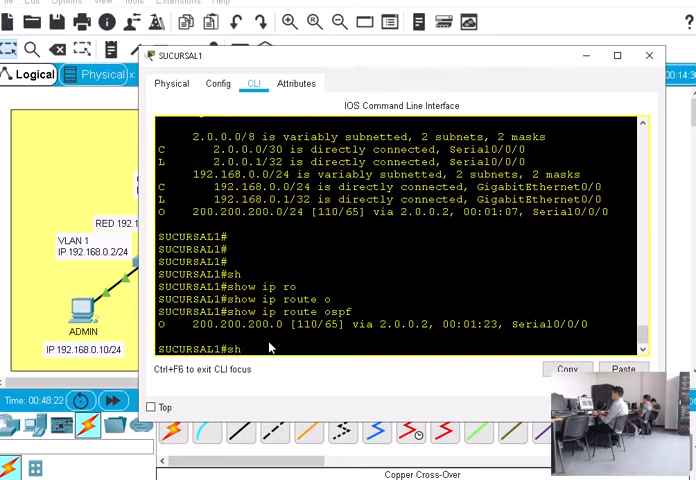 File Edit Options View
?
SUCURSAL1
Logical
Physical
00:14:3
Physical
Config
CLI
Attributes
IOS Command Line Interface
2.0.0.0/8 is variably subnetted, 2 subnets, 2 masks
C 2.0.0.0/30 is directly connected, Serial0/0/0
L 2.0.0.1/32 is directly connected, Serial0/0/0
192.168.0.0/24 is variably subnetted, 2 subnets, 2 masks
C 192.168.0.0/24 is directly connected, GigabitEthernet0/0
L 192.168.0.1/32 is directly connected, GigabitEthernet0/0
O 200.200.200.0/24 [110/65] via 2.0.0.2, 00:01:07, Serial0/0/0
SUCURSAL1#
SUCURSAL1#
SUCURSAL1#
SUCURSAL1#sh
SUCURSAL1#show ip ro
SUCURSAL1#show ip route o
SUCURSAL1#show ip route ospf
O 200.200.200.0 [110/65] via 2.0.0.2, 00:01:23, Serial0/0/0
SUCURSAL1#sh
Ctrl+F6 to exit CLI focus
Copy
Paste
Top
RED 192.1
VLAN 1
IP 192.168.0.2/24
ADMIN
IP 192.168.0.10/24
Time: 00:48:22
Copper Cross-Over